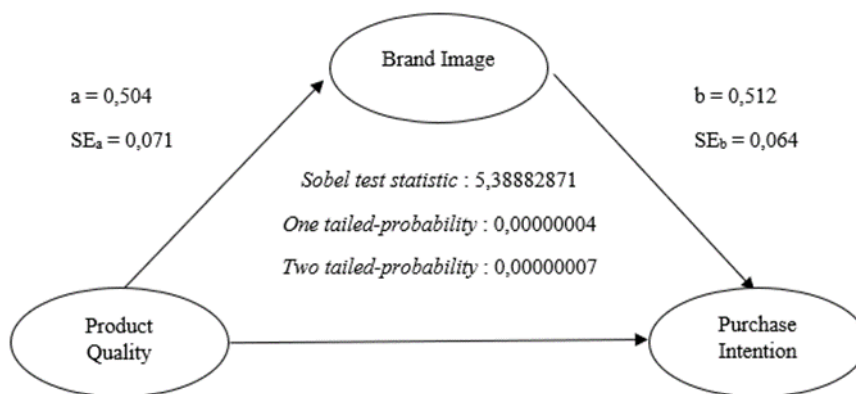 Brand Image
a = 0,504
SEa = 0,071
b = 0,512
SEb = 0,064
Sobel test statistic : 5,38882871
One tailed-probability : 0,00000004
Two tailed-probability : 0,00000007
Product
Quality
Purchase
Intention